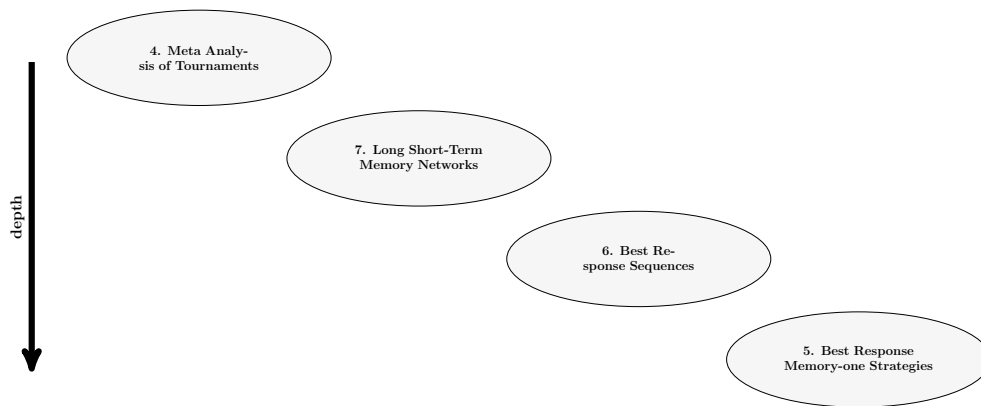 4. Meta Analy-
sis of Tournaments
7. Long Short-Term
Memory Networks
depth
6. Best Re-
sponse Sequences
5. Best Response
Memory-one Strategies